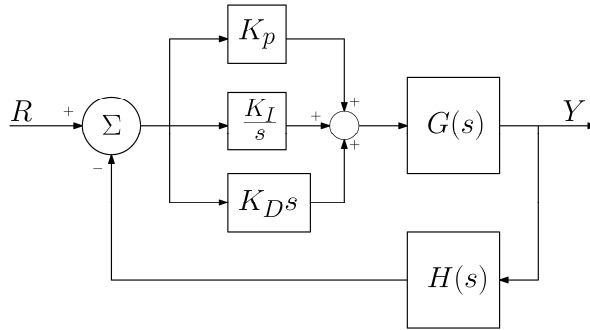 K_p
R + Σ + K_I/s + G(s) Y
+
−
K_D s
H(s)